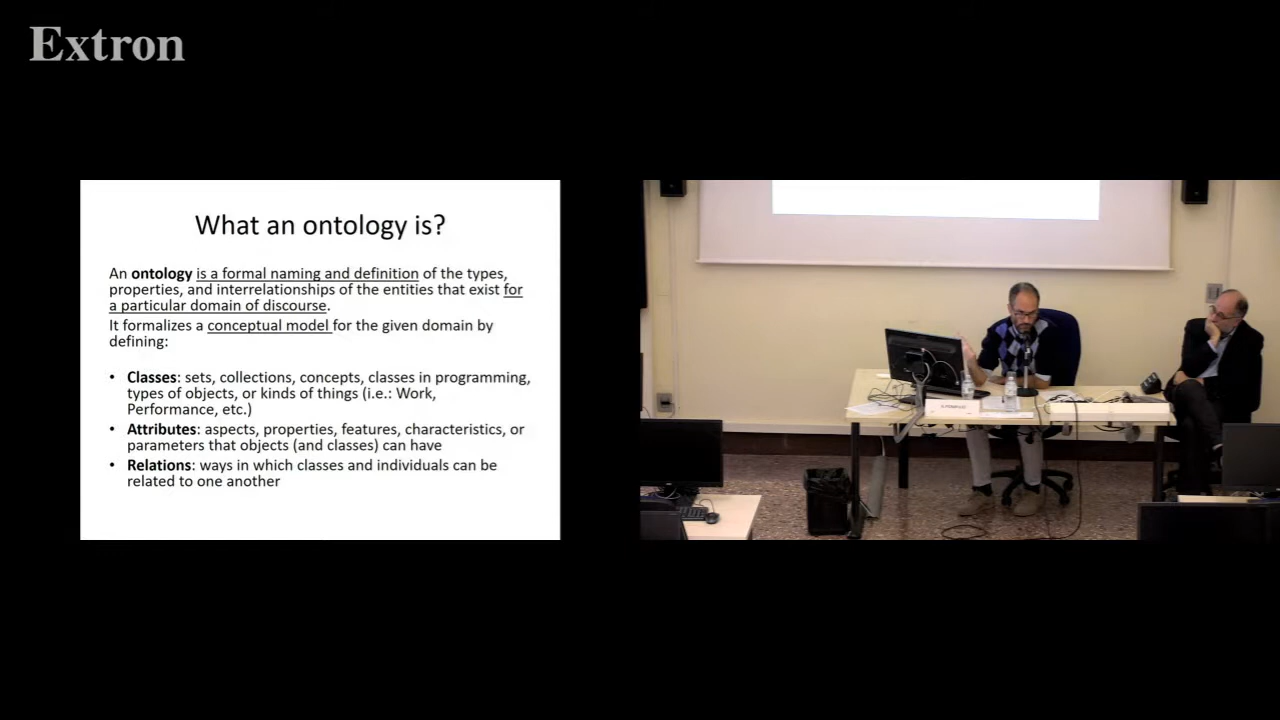 Extron
What an ontology is?
An ontology is a formal naming and definition of the types,
properties, and interrelationships of the entities that exist for
a particular domain of discourse.
It formalizes a conceptual model for the given domain by
defining:
• Classes: sets, collections, concepts, classes in programming,
types of objects, or kinds of things (i.e.: Work,
Performance, etc.)
• Attributes: aspects, properties, features, characteristics, or
parameters that objects (and classes) can have
• Relations: ways in which classes and individuals can be
related to one another